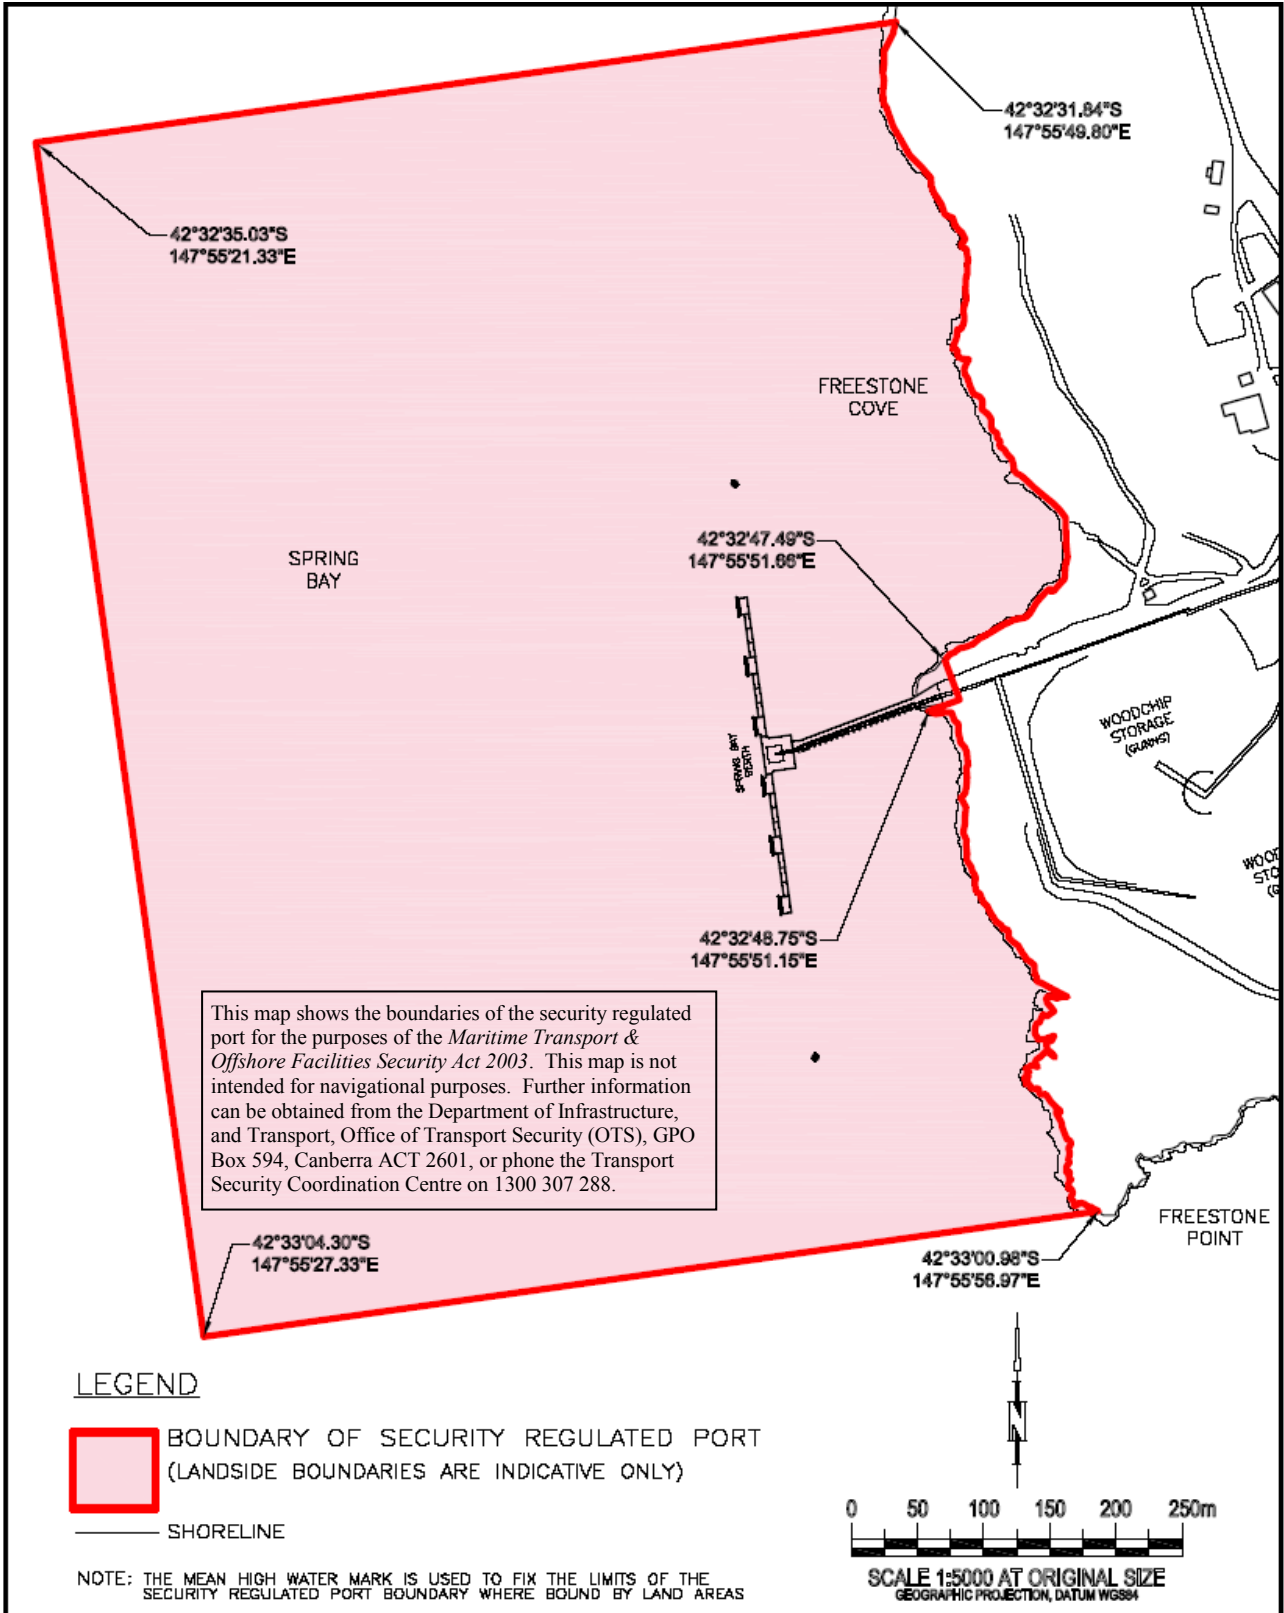 42°32'31.84"S
147°55'49.80"E
42°32'35.03"S
147°55'21.33"E
FREESTONE
COVE
42°32'47.49"S
147°55'51.66"E
SPRING
BAY
WOODCHIP
STORAGE
(GUNNS)
SPRING BAY
BERTH
42°32'48.75"S
147°55'51.15"E
This map shows the boundaries of the security regulated
port for the purposes of the Maritime Transport &
Offshore Facilities Security Act 2003. This map is not
intended for navigational purposes. Further information
can be obtained from the Department of Infrastructure,
and Transport, Office of Transport Security (OTS), GPO
Box 594, Canberra ACT 2601, or phone the Transport
Security Coordination Centre on 1300 307 288.
FREESTONE
POINT
42°33'04.30"S
147°55'27.33"E
42°33'00.98"S
147°55'56.97"E
LEGEND
BOUNDARY OF SECURITY REGULATED PORT
(LANDSIDE BOUNDARIES ARE INDICATIVE ONLY)
SHORELINE
NOTE: THE MEAN HIGH WATER MARK IS USED TO FIX THE LIMITS OF THE
SECURITY REGULATED PORT BOUNDARY WHERE BOUND BY LAND AREAS
N
0 50 100 150 200 250m
SCALE 1:5000 AT ORIGINAL SIZE
GEOGRAPHIC PROJECTION, DATUM WGS84